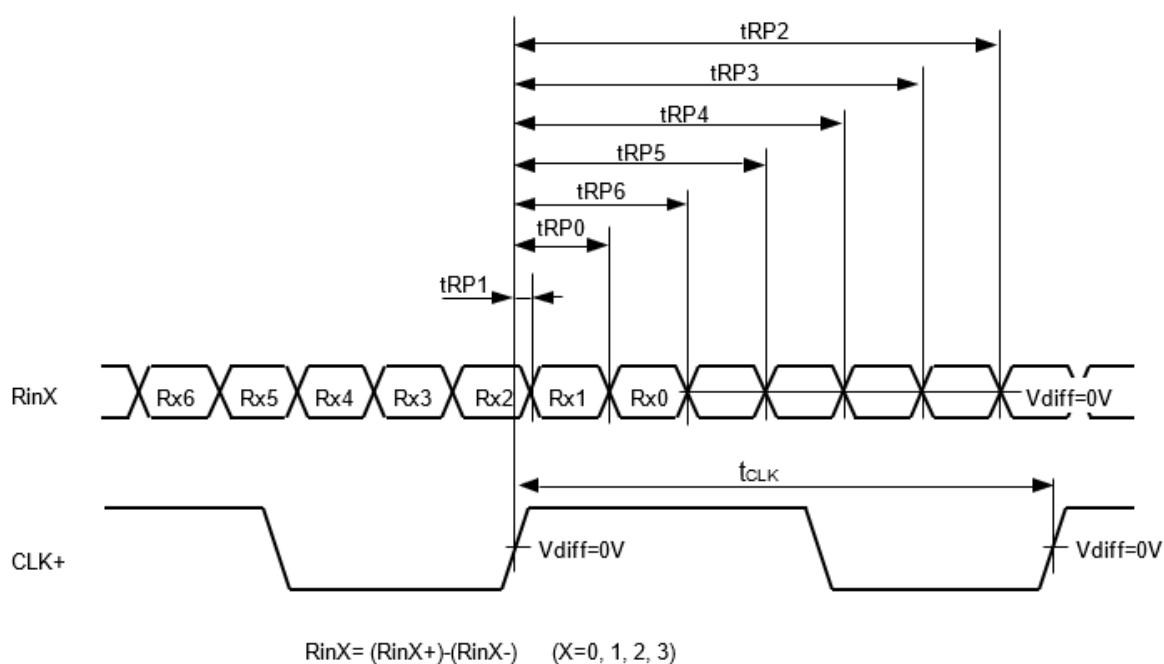 tRP2
tRP3
tRP4
tRP5
tRP6
tRP0
tRP1
RinX Rx6 Rx5 Rx4 Rx3 Rx2 Rx1 Rx0 Vdiff=0V
tCLK
CLK+ Vdiff=0V Vdiff=0V
RinX= (RinX+)-(RinX-) (X=0, 1, 2, 3)